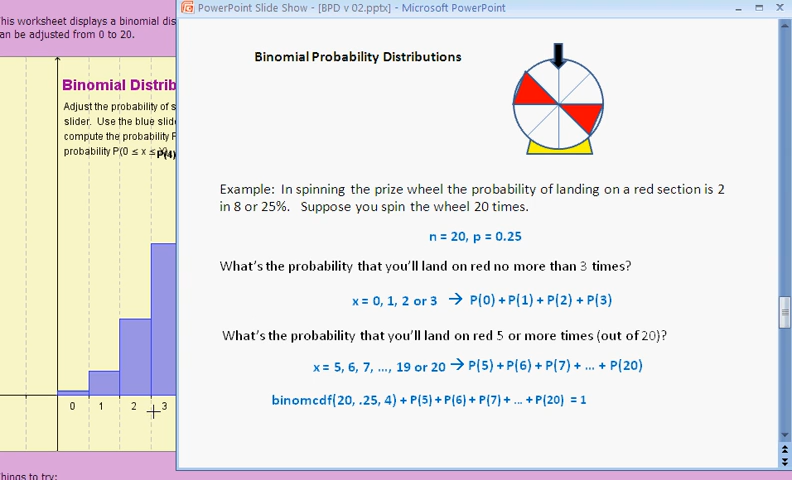 PowerPoint Slide Show - [BPD v 02.pptx] - Microsoft PowerPoint
his worksheet displays a binomial dis
an be adjusted from 0 to 20.
Binomial Distrib
Adjust the probability of s
slider. Use the blue slid
compute the probability F
probability P(0 ≤ x ≤
P(4)
0 1 2 3
hings to try:
Binomial Probability Distributions
Example: In spinning the prize wheel the probability of landing on a red section is 2
in 8 or 25%. Suppose you spin the wheel 20 times.
n = 20, p = 0.25
What's the probability that you'll land on red no more than 3 times?
x = 0, 1, 2 or 3 → P(0) + P(1) + P(2) + P(3)
What's the probability that you'll land on red 5 or more times (out of 20)?
x = 5, 6, 7, ..., 19 or 20 → P(5) + P(6) + P(7) + ... + P(20)
binomcdf(20, .25, 4) + P(5) + P(6) + P(7) + ... + P(20) = 1